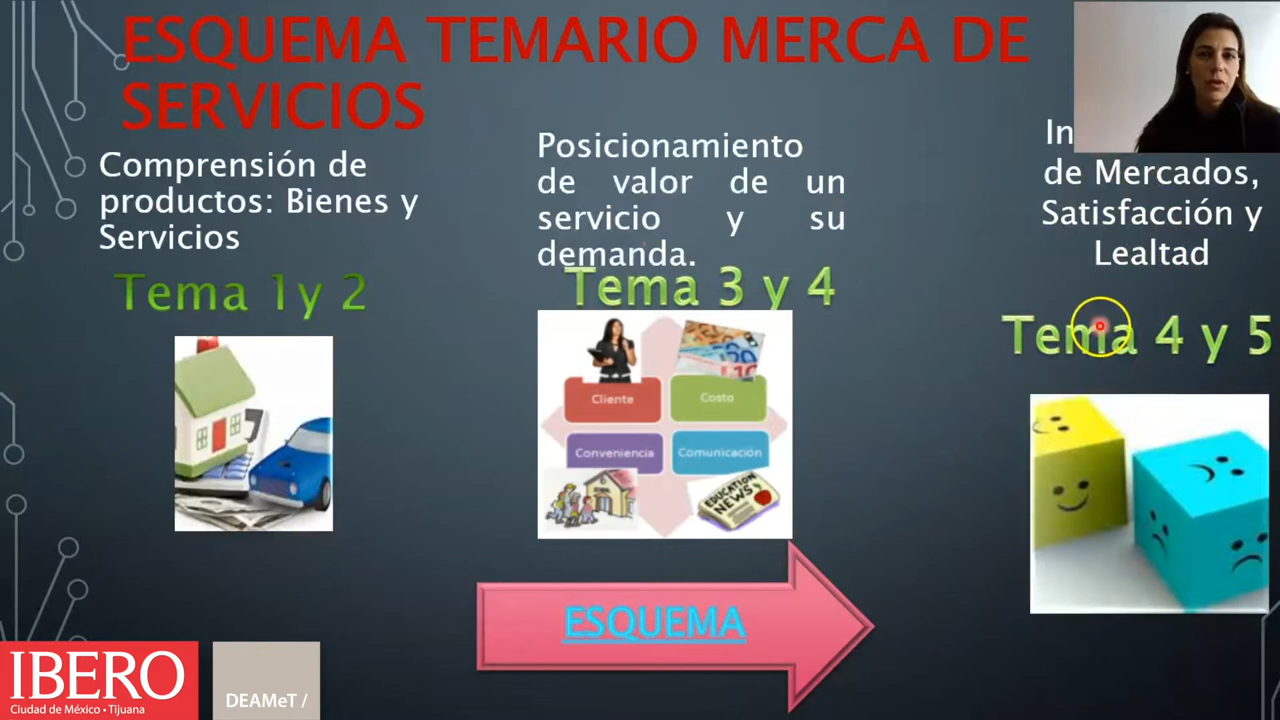 ESQUEMA TEMARIO MERCA DE
SERVICIOS
Comprensión de
productos: Bienes y
Servicios
Tema 1y 2
Posicionamiento
de valor de un
servicio y su
demanda.
Tema 3 y 4
Cliente
Costo
Conveniencia
Comunicación
EDUCATION
NEWS
de Mercados,
Satisfacción y
Lealtad
Tema 4 y 5
ESQUEMA
IBERO
Ciudad de México • Tijuana
DEAMeT /